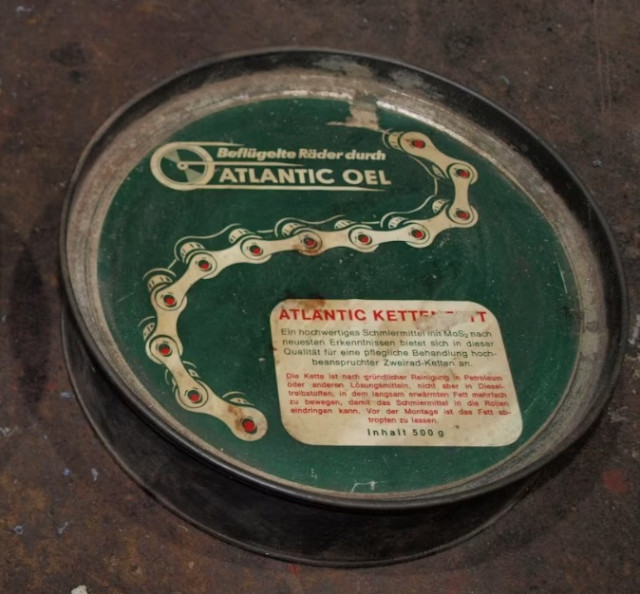 Beflügelte Räder durch
ATLANTIC OEL
ATLANTIC
Ein hochwertiges Schmiermittel mit MoS₂ nach
neuesten Erkenntnissen bietet sich in dieser
Qualität für eine pflegliche Behandlung hoch-
beanspruchter Zweirad-Ketten an.
Die Kette ist nach gründlicher Reinigung in Petroleum
oder anderen Lösungsmitteln, nicht aber in Diesel-
treibstoffen, in dem langsam erwärmten Fett mehrfach
zu bewegen, damit das Schmiermittel in die Rollen
eindringen kann. Vor der Montage ist das Fett ab-
tropfen zu lassen.
Inhalt 500 g